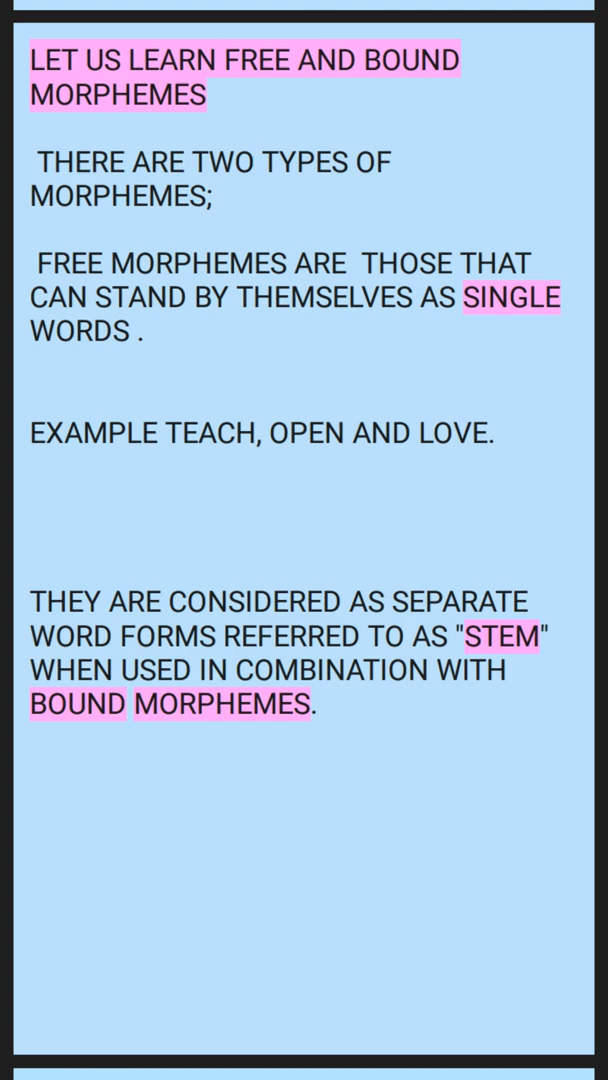 LET US LEARN FREE AND BOUND
MORPHEMES
THERE ARE TWO TYPES OF
MORPHEMES;
FREE MORPHEMES ARE  THOSE THAT
CAN STAND BY THEMSELVES AS SINGLE
WORDS .
EXAMPLE TEACH, OPEN AND LOVE.
THEY ARE CONSIDERED AS SEPARATE
WORD FORMS REFERRED TO AS "STEM"
WHEN USED IN COMBINATION WITH
BOUND MORPHEMES.